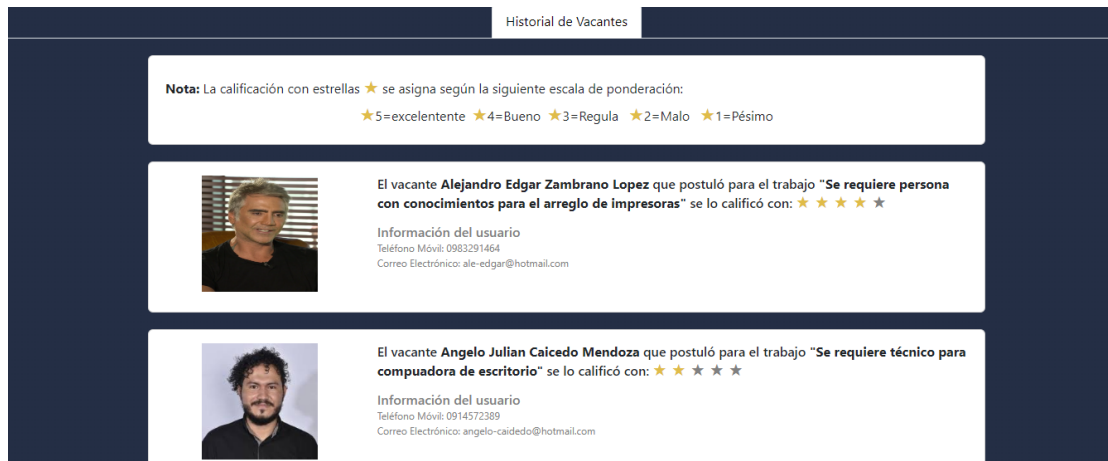 Historial de Vacantes
Nota: La calificación con estrellas ★ se asigna según la siguiente escala de ponderación:
★5=excelentente ★4=Bueno ★3=Regula ★2=Malo ★1=Pésimo
El vacante Alejandro Edgar Zambrano Lopez que postuló para el trabajo "Se requiere persona
con conocimientos para el arreglo de impresoras" se lo calificó con: ★ ★ ★ ★ ★
Información del usuario
Teléfono Móvil: 0983291464
Correo Electrónico: ale-edgar@hotmail.com
El vacante Angelo Julian Caicedo Mendoza que postuló para el trabajo "Se requiere técnico para
compuadora de escritorio" se lo calificó con: ★ ★ ★ ★ ★
Información del usuario
Teléfono Móvil: 0914572389
Correo Electrónico: angelo-caidedo@hotmail.com